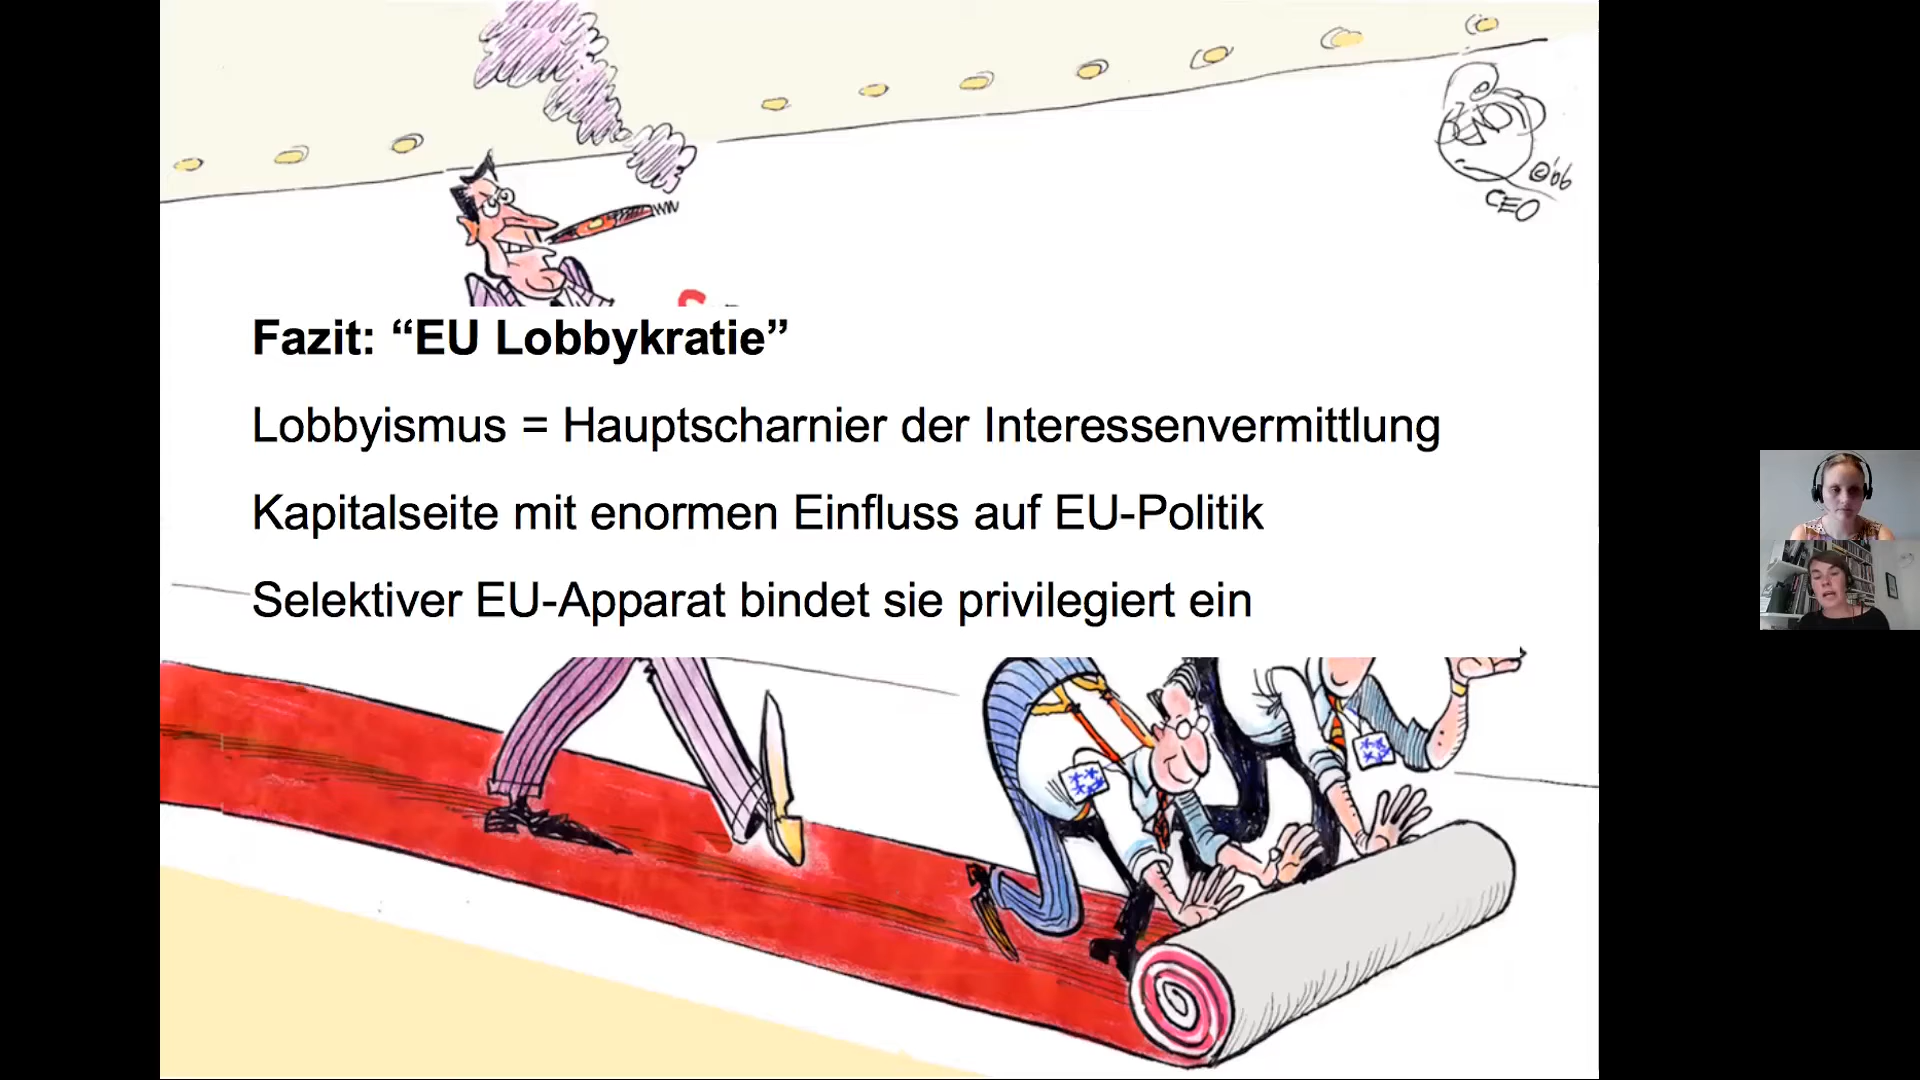 ©'06
CEO
Fazit: “EU Lobbykratie”
Lobbyismus = Hauptscharnier der Interessenvermittlung
Kapitalseite mit enormen Einfluss auf EU-Politik
Selektiver EU-Apparat bindet sie privilegiert ein